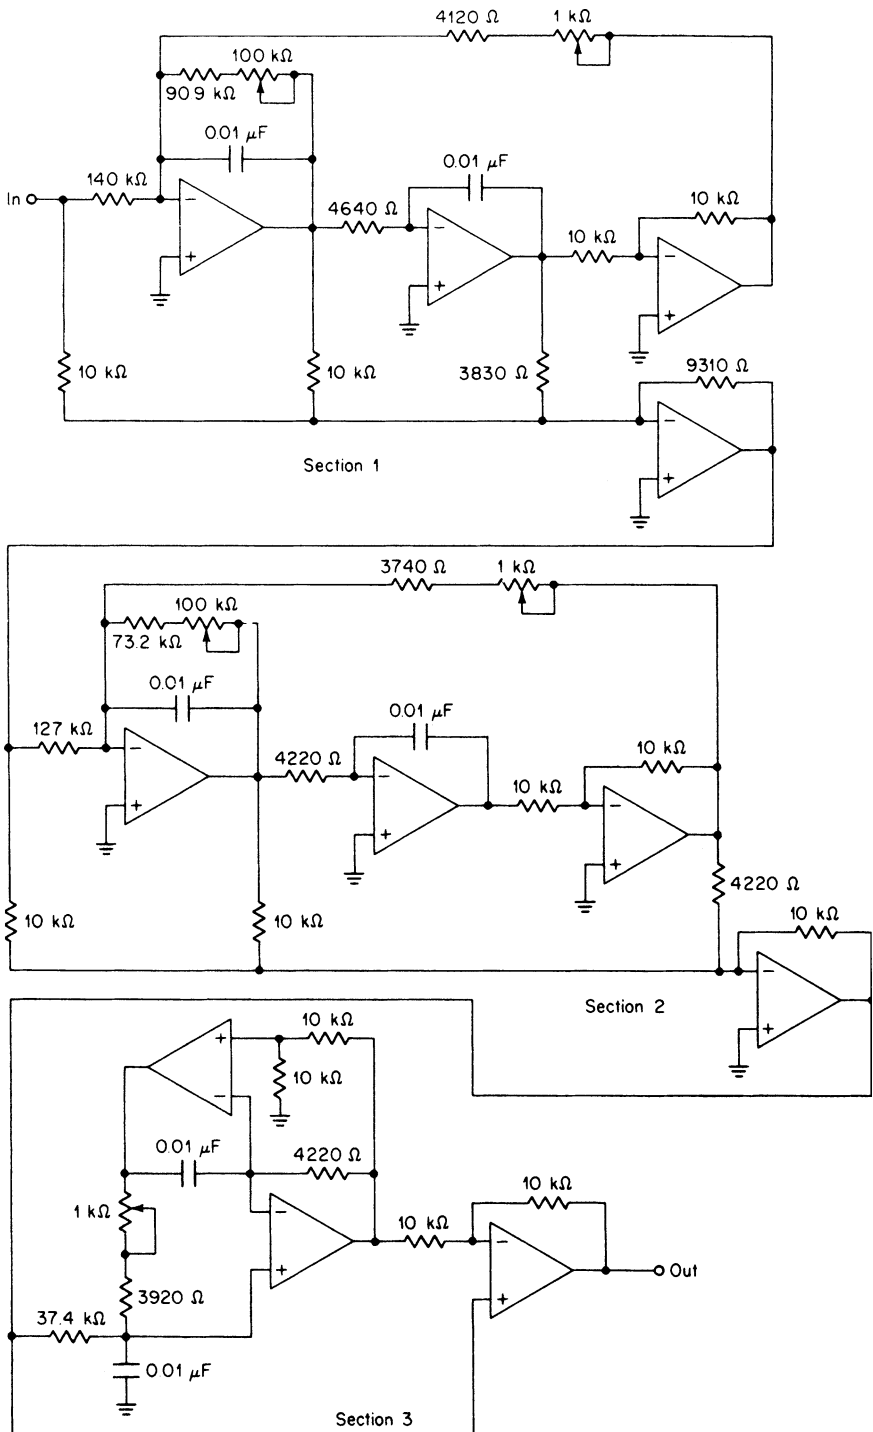 4120 Ω 1 kΩ
100 kΩ
90.9 kΩ
0.01 μF
0.01 μF
In 140 kΩ
−
+
4640 Ω
−
+
10 kΩ
10 kΩ
−
+
10 kΩ
10 kΩ
3830 Ω
9310 Ω
−
+
Section 1
3740 Ω 1 kΩ
100 kΩ
73.2 kΩ
0.01 μF
0.01 μF
127 kΩ
−
+
4220 Ω
−
+
10 kΩ
10 kΩ
−
+
4220 Ω
10 kΩ
10 kΩ
10 kΩ
−
+
Section 2
10 kΩ
+
−
10 kΩ
0.01 μF
4220 Ω
1 kΩ
−
+
10 kΩ
10 kΩ
−
+
Out
3920 Ω
37.4 kΩ
0.01 μF
Section 3